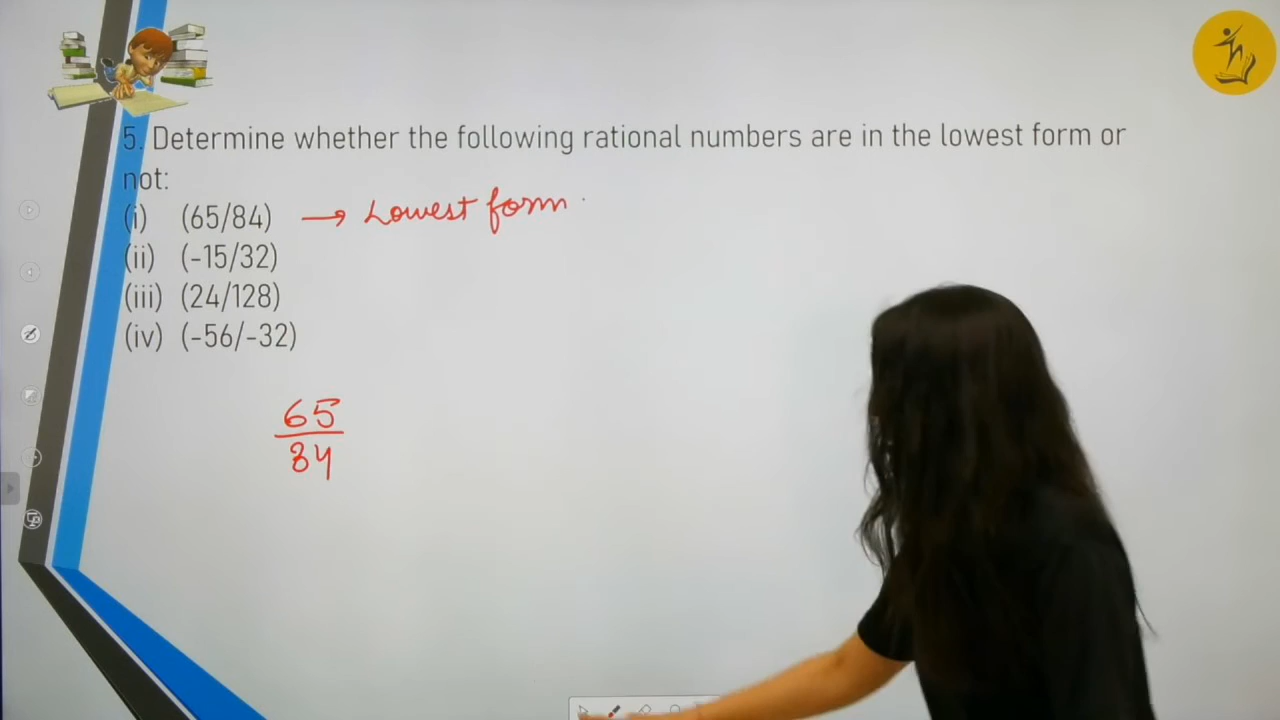 5. Determine whether the following rational numbers are in the lowest form or
not:
(i) (65/84) → Lowest form
(ii) (-15/32)
(iii) (24/128)
(iv) (-56/-32)
65
84